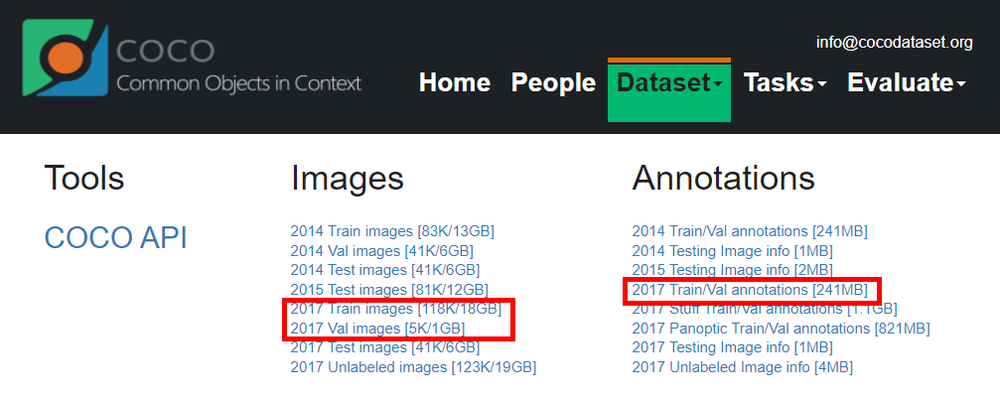 COCO
Common Objects in Context
info@cocodataset.org
Home People Dataset Tasks Evaluate
Tools
COCO API
Images
2014 Train images [83K/13GB]
2014 Val images [41K/6GB]
2014 Test images [41K/6GB]
2015 Test images [81K/12GB]
2017 Train images [118K/18GB]
2017 Val images [5K/1GB]
2017 Test images [41K/6GB]
2017 Unlabeled images [123K/19GB]
Annotations
2014 Train/Val annotations [241MB]
2014 Testing Image info [1MB]
2015 Testing Image info [2MB]
2017 Train/Val annotations [241MB]
2017 Stuff Train/Val annotations [1.1GB]
2017 Panoptic Train/Val annotations [821MB]
2017 Testing Image info [1MB]
2017 Unlabeled Image info [4MB]